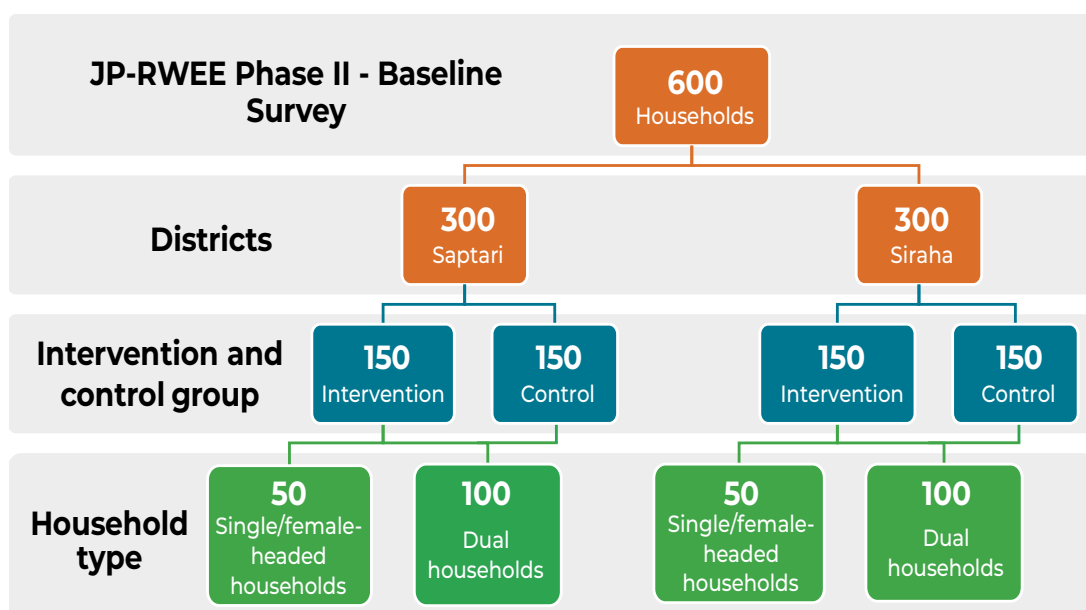 JP-RWEE Phase II - Baseline
Survey
600
Households
Districts
300
Saptari
300
Siraha
Intervention and
control group
150
Intervention
150
Control
150
Intervention
150
Control
Household
type
50
Single/female-
headed
households
100
Dual
households
50
Single/female-
headed
households
100
Dual
households